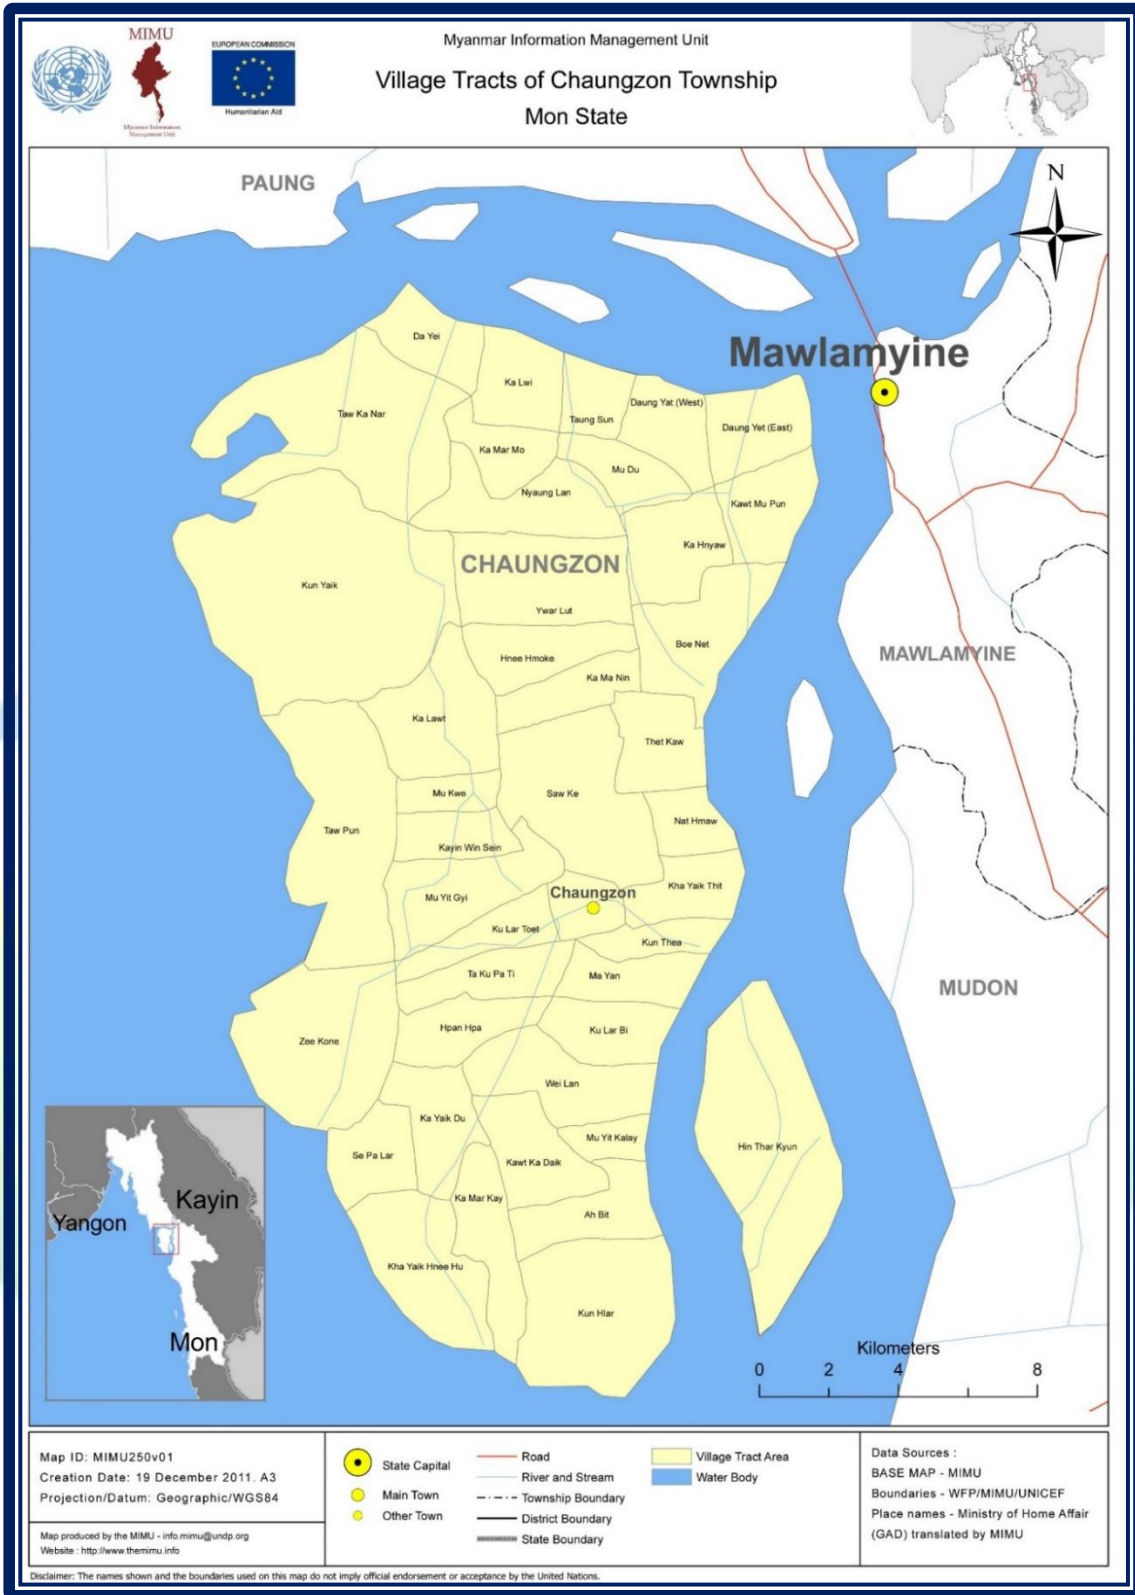 MIMU
Myanmar Information
Management Unit
EUROPEAN COMMISSION
Humanitarian Aid
Myanmar Information Management Unit
Village Tracts of Chaungzon Township
Mon State
PAUNG
N
Da Yei
Mawlamyine
Ka Lwi
Daung Yat (West)
Taw Ka Nar
Taung Sun
Daung Yet (East)
Ka Mar Mo
Mu Du
Nyaung Lan
Kawt Mu Pun
Ka Hnyaw
CHAUNGZON
Kun Yaik
Ywar Lut
Boe Net
MAWLAMYINE
Hnee Hmoke
Ka Ma Nin
Ka Lawt
Thet Kaw
Mu Kwe
Saw Ke
Nat Hmaw
Taw Pun
Kayin Win Sein
Kha Yaik Thit
Chaungzon
Mu Yit Gyi
Ku Lar Toet
Kun Thea
Ta Ku Pa Ti
Ma Yan
MUDON
Hpan Hpa
Ku Lar Bi
Zee Kone
Wei Lan
Ka Yaik Du
Mu Yit Kalay
Hin Thar Kyun
Se Pa Lar
Kawt Ka Daik
Ka Mar Kay
Ah Bit
Kha Yaik Hnee Hu
Kun Hlar
Kayin
Yangon
Mon
Kilometers
0 2 4 8
Map ID: MIMU250v01
Creation Date: 19 December 2011. A3
Projection/Datum: Geographic/WGS84
Map produced by the MIMU - info.mimu@undp.org
Website : http://www.themimu.info
State Capital
Main Town
Other Town
Road
River and Stream
Township Boundary
District Boundary
State Boundary
Village Tract Area
Water Body
Data Sources :
BASE MAP - MIMU
Boundaries - WFP/MIMU/UNICEF
Place names - Ministry of Home Affair
(GAD) translated by MIMU
Disclaimer: The names shown and the boundaries used on this map do not imply official endorsement or acceptance by the United Nations.